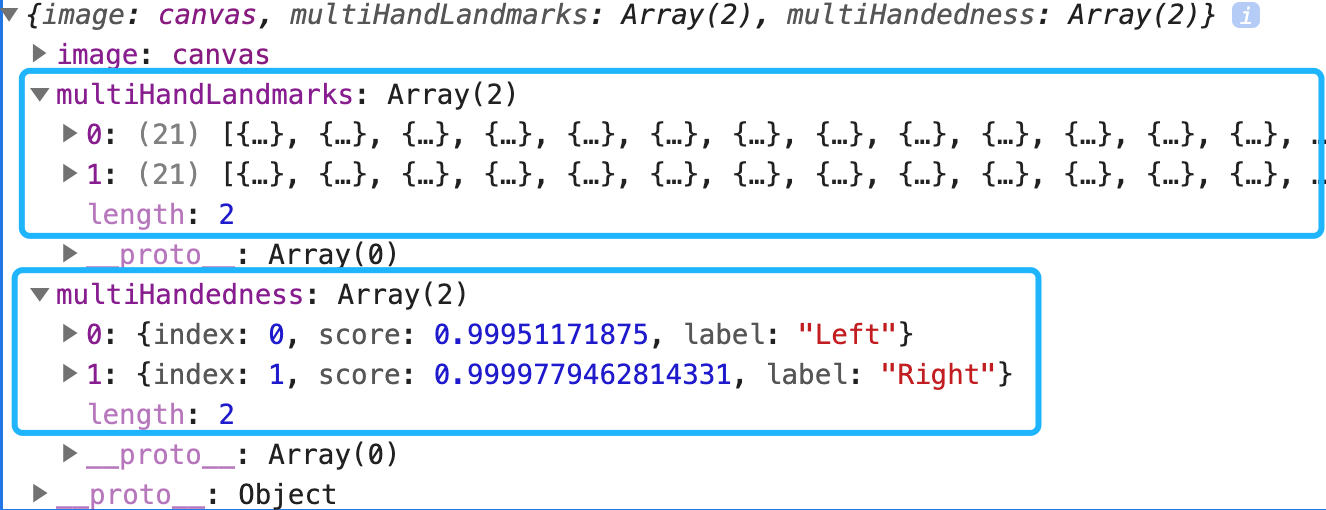 {image: canvas, multiHandLandmarks: Array(2), multiHandedness: Array(2)} i
image: canvas
multiHandLandmarks: Array(2)
0: (21) [{…}, {…}, {…}, {…}, {…}, {…}, {…}, {…}, {…}, {…}, {…}, {…}, {…}, …
1: (21) [{…}, {…}, {…}, {…}, {…}, {…}, {…}, {…}, {…}, {…}, {…}, {…}, {…}, …
length: 2
__proto__: Array(0)
multiHandedness: Array(2)
0: {index: 0, score: 0.99951171875, label: "Left"}
1: {index: 1, score: 0.9999779462814331, label: "Right"}
length: 2
__proto__: Array(0)
__proto__: Object